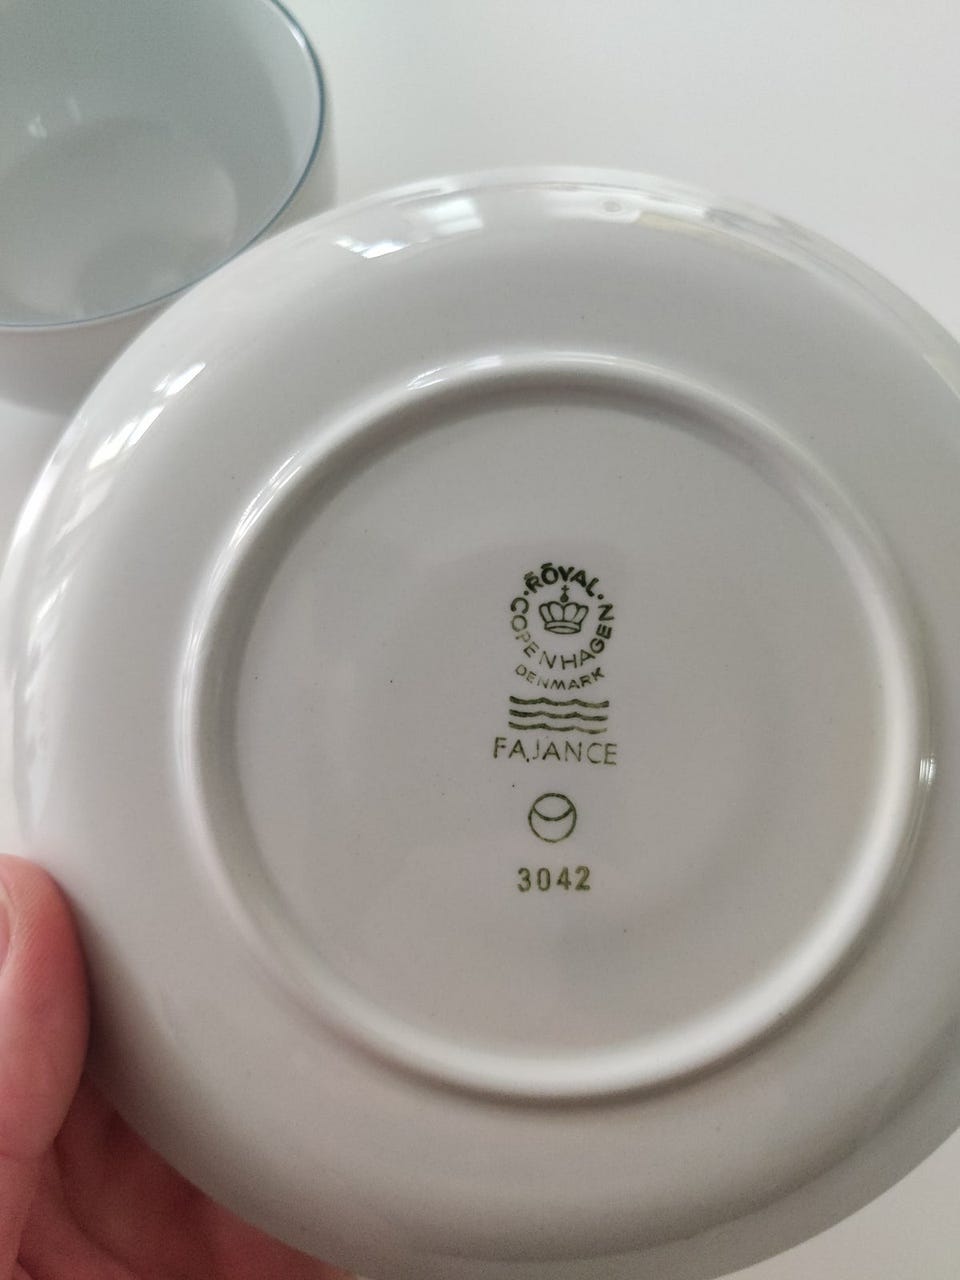 ROYAL
COPENHAGEN
DENMARK
FAJANCE
3042